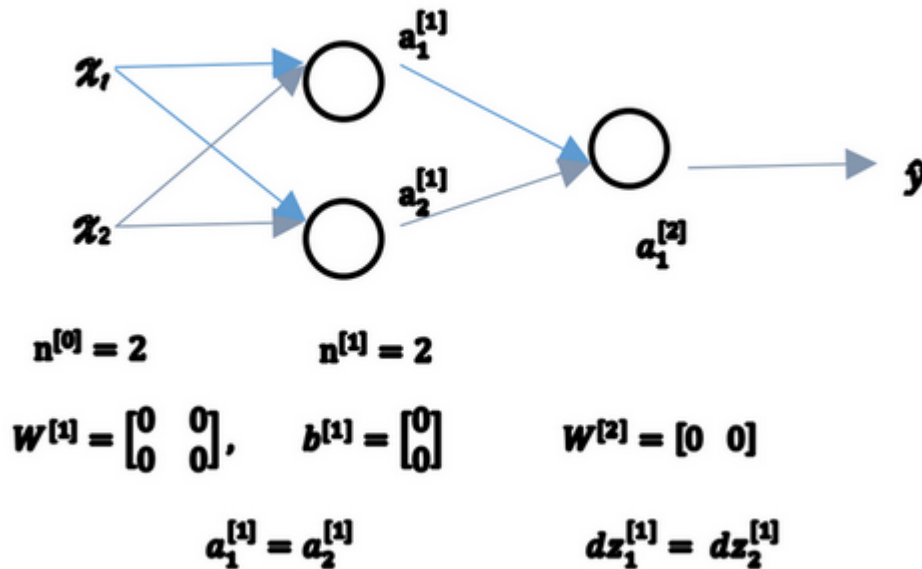 a₁^[1]
𝓧₁
a₂^[1]
ŷ
𝓧₂
a₁^[2]
n^[0] = 2 n^[1] = 2
W^[1] = [0 0; 0 0], b^[1] = [0; 0] W^[2] = [0 0]
a₁^[1] = a₂^[1] dz₁^[1] = dz₂^[1]